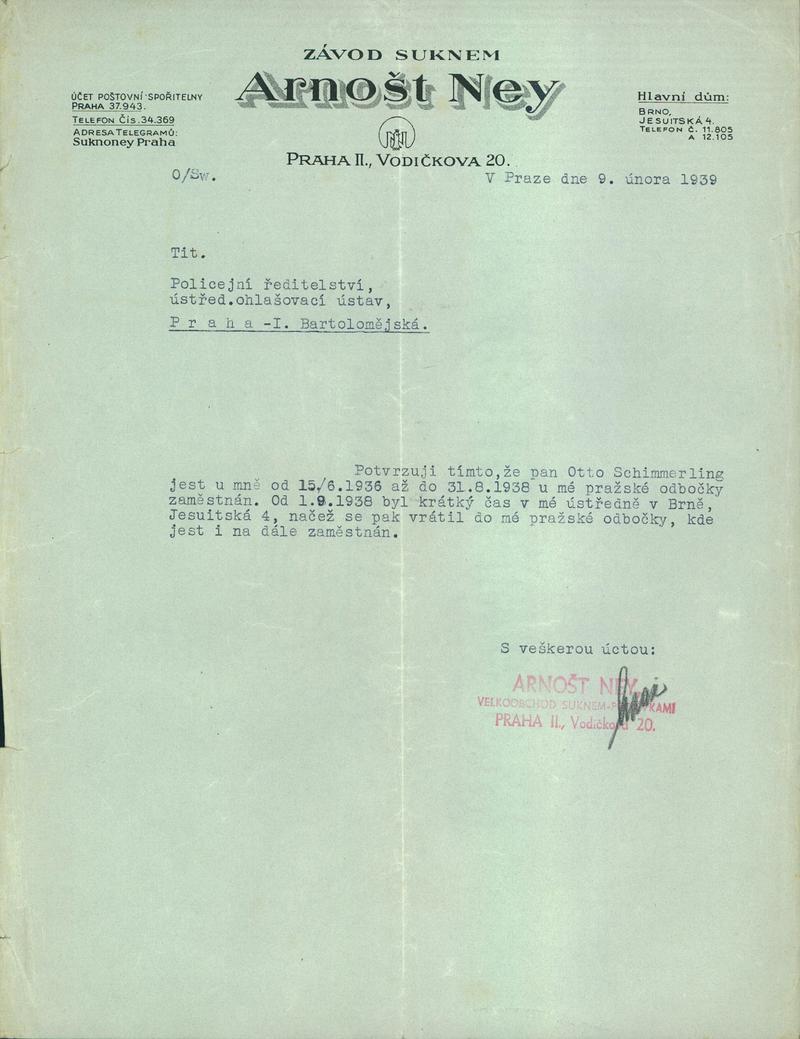 ZÁVOD SUKNEM
Arnošt Ney
PRAHA II., VODIČKOVA 20.
ÚČET POŠTOVNÍ SPOŘITELNY
PRAHA 37.943.
TELEFON ČÍS. 34.369
ADRESA TELEGRAMŮ:
Suknoney Praha
Hlavní dům:
BRNO,
JESUITSKÁ 4.
TELEFON Č. 11.805
A 12.105
O/Sw.
V Praze dne 9. února 1939
Tit.
Policejní ředitelství,
ústřed.ohlašovací ústav,
P r a h a -I. Bartolomějská.
Potvrzuji tímto,že pan Otto Schimmerling
jest u mně od 15/6.1936 až do 31.8.1938 u mé pražské odbočky
zaměstnán. Od 1.9.1938 byl krátký čas v mé ústředně v Brně,
Jesuitská 4, načež se pak vrátil do mé pražské odbočky, kde
jest i na dále zaměstnán.
S veškerou úctou:
ARNOŠT NEY
VELKOOBCHOD SUKNEM
PRAHA II., Vodičkova 20.